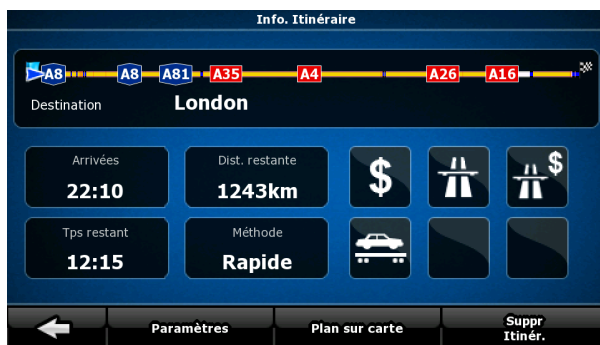 Info. Itinéraire
A8 A8 A81 A35 A4 A26 A16
Destination London
Arrivées
22:10
Dist. restante
1243km
$
$
Tps restant
12:15
Méthode
Rapide
Paramètres
Plan sur carte
Suppr
Itinér.